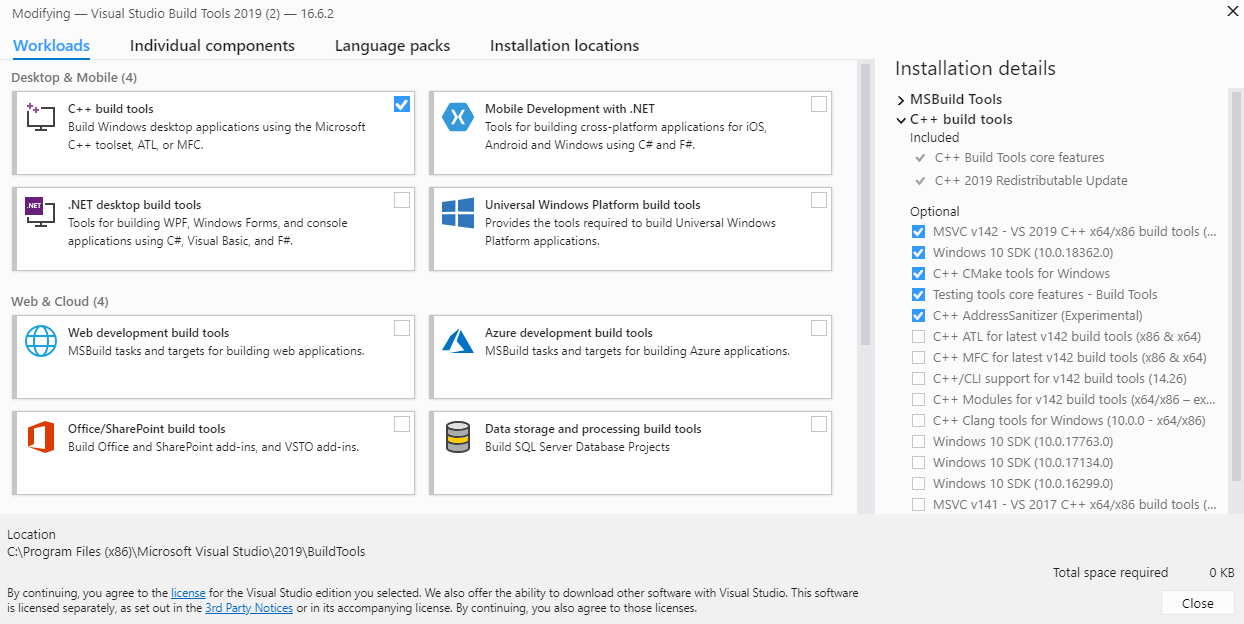 Modifying — Visual Studio Build Tools 2019 (2) — 16.6.2
Workloads
Individual components
Language packs
Installation locations
Desktop & Mobile (4)
C++ build tools
Build Windows desktop applications using the Microsoft
C++ toolset, ATL, or MFC.
Mobile Development with .NET
Tools for building cross-platform applications for iOS,
Android and Windows using C# and F#.
.NET
.NET desktop build tools
Tools for building WPF, Windows Forms, and console
applications using C#, Visual Basic, and F#.
Universal Windows Platform build tools
Provides the tools required to build Universal Windows
Platform applications.
Web & Cloud (4)
Web development build tools
MSBuild tasks and targets for building web applications.
Azure development build tools
MSBuild tasks and targets for building Azure applications.
Office/SharePoint build tools
Build Office and SharePoint add-ins, and VSTO add-ins.
Data storage and processing build tools
Build SQL Server Database Projects
Installation details
MSBuild Tools
C++ build tools
Included
C++ Build Tools core features
C++ 2019 Redistributable Update
Optional
MSVC v142 - VS 2019 C++ x64/x86 build tools (...
Windows 10 SDK (10.0.18362.0)
C++ CMake tools for Windows
Testing tools core features - Build Tools
C++ AddressSanitizer (Experimental)
C++ ATL for latest v142 build tools (x86 & x64)
C++ MFC for latest v142 build tools (x86 & x64)
C++/CLI support for v142 build tools (14.26)
C++ Modules for v142 build tools (x64/x86 – ex...
C++ Clang tools for Windows (10.0.0 - x64/x86)
Windows 10 SDK (10.0.17763.0)
Windows 10 SDK (10.0.17134.0)
Windows 10 SDK (10.0.16299.0)
MSVC v141 - VS 2017 C++ x64/x86 build tools (...
Location
C:\Program Files (x86)\Microsoft Visual Studio\2019\BuildTools
Total space required 0 KB
By continuing, you agree to the license for the Visual Studio edition you selected. We also offer the ability to download other software with Visual Studio. This software
is licensed separately, as set out in the 3rd Party Notices or in its accompanying license. By continuing, you also agree to those licenses.
Close